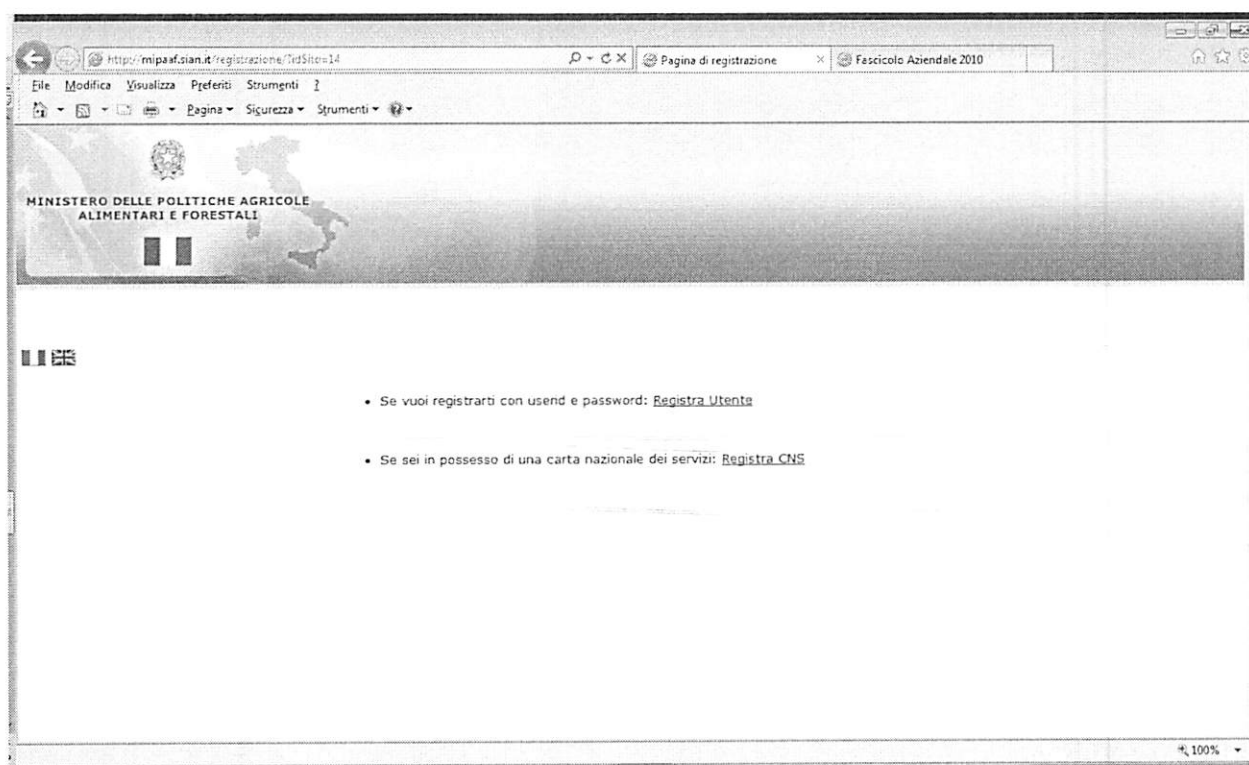 http://mipaaf.sian.it/registrazione/?idSito=14
Pagina di registrazione
Fascicolo Aziendale 2010
File Modifica Visualizza Preferiti Strumenti ?
Pagina Sicurezza Strumenti
MINISTERO DELLE POLITICHE AGRICOLE
ALIMENTARI E FORESTALI
• Se vuoi registrarti con userid e password: Registra Utente
• Se sei in possesso di una carta nazionale dei servizi: Registra CNS
100%